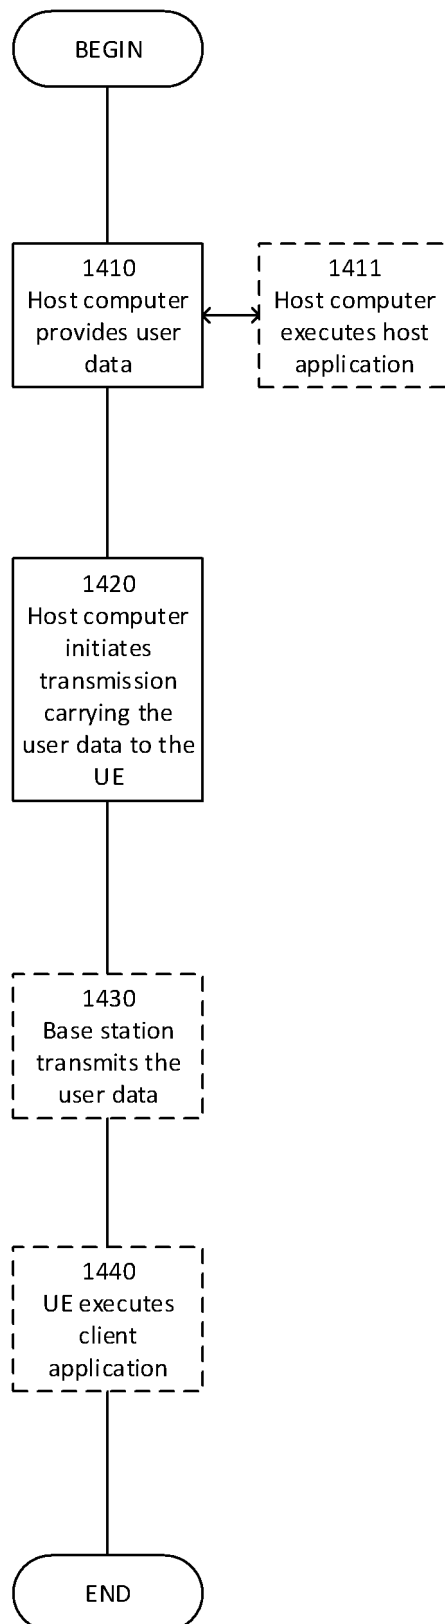 BEGIN
1410
Host computer
provides user
data
1411
Host computer
executes host
application
1420
Host computer
initiates
transmission
carrying the
user data to the
UE
1430
Base station
transmits the
user data
1440
UE executes
client
application
END